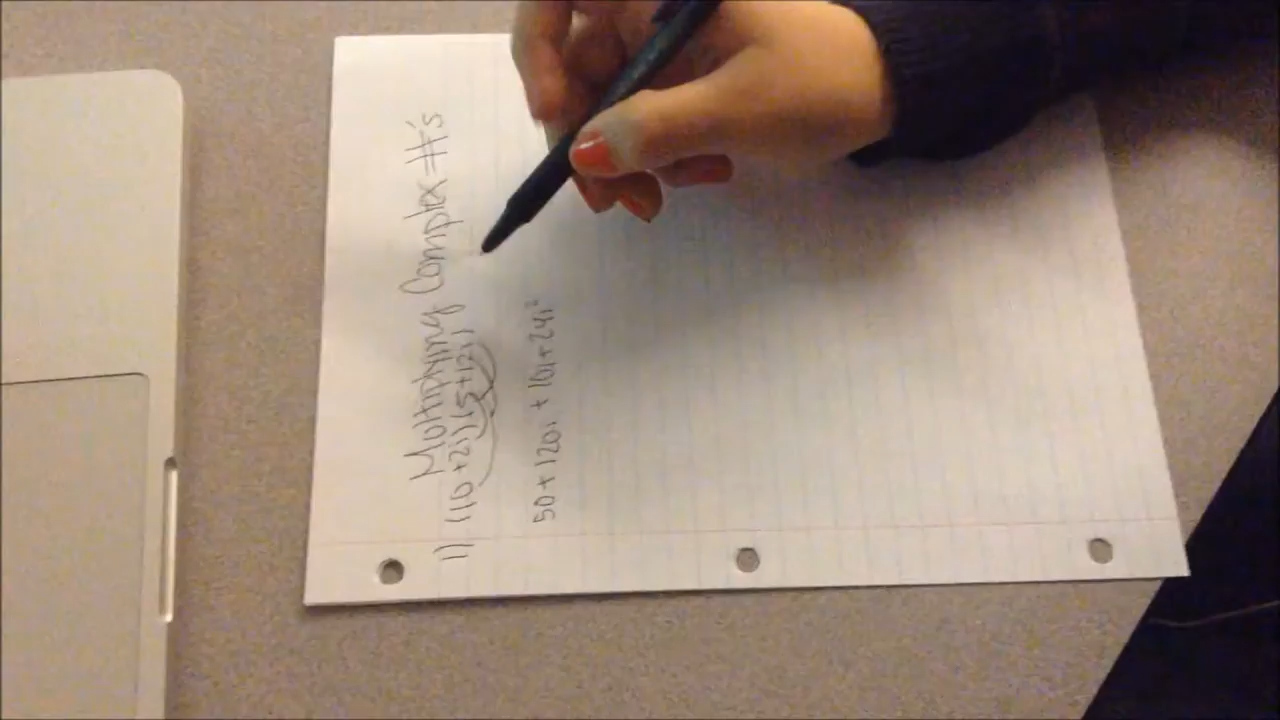 Multiplying Complex #'s
1) (10 + 2i)(5 + 12i)
50 + 120i + 10i + 24i²